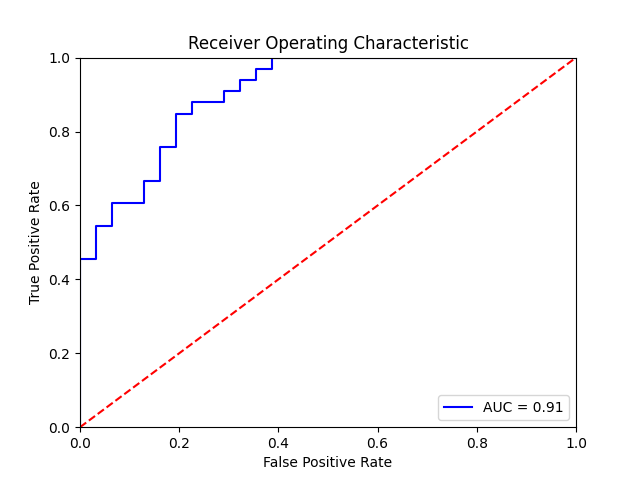 Receiver Operating Characteristic
True Positive Rate
1.0
0.8
0.6
0.4
0.2
0.0
AUC = 0.91
0.0 0.2 0.4 0.6 0.8 1.0
False Positive Rate